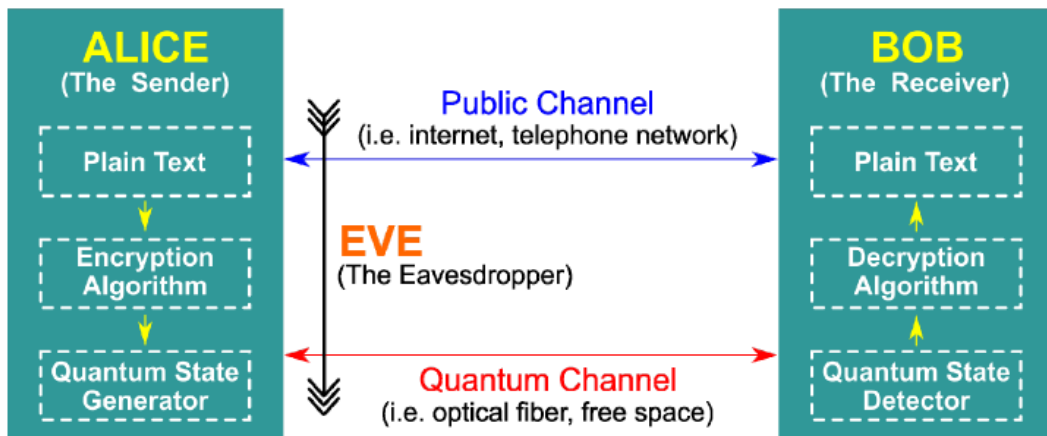 ALICE
(The Sender)
Plain Text
Encryption
Algorithm
Quantum State
Generator
Public Channel
(i.e. internet, telephone network)
EVE
(The Eavesdropper)
Quantum Channel
(i.e. optical fiber, free space)
BOB
(The Receiver)
Plain Text
Decryption
Algorithm
Quantum State
Detector